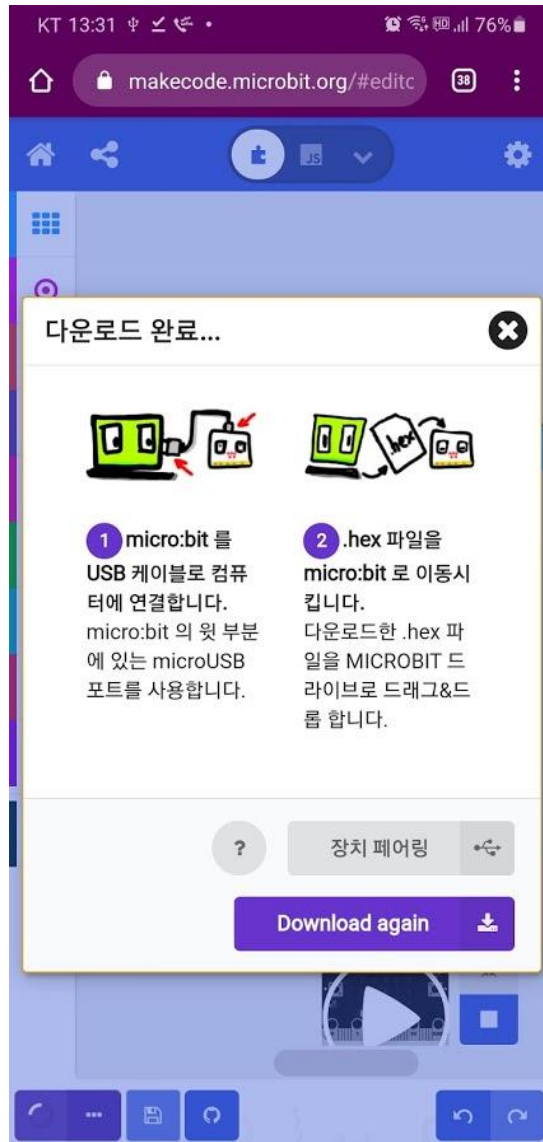 KT 13:31
76%
makecode.microbit.org/#editc
38
JS
다운로드 완료...
.hex
1 micro:bit 를
USB 케이블로 컴퓨
터에 연결합니다.
micro:bit 의 윗 부분
에 있는 microUSB
포트를 사용합니다.
2 .hex 파일을
micro:bit 로 이동시
킵니다.
다운로드한 .hex 파
일을 MICROBIT 드
라이브로 드래그&드
롭 합니다.
?
장치 페어링
Download again